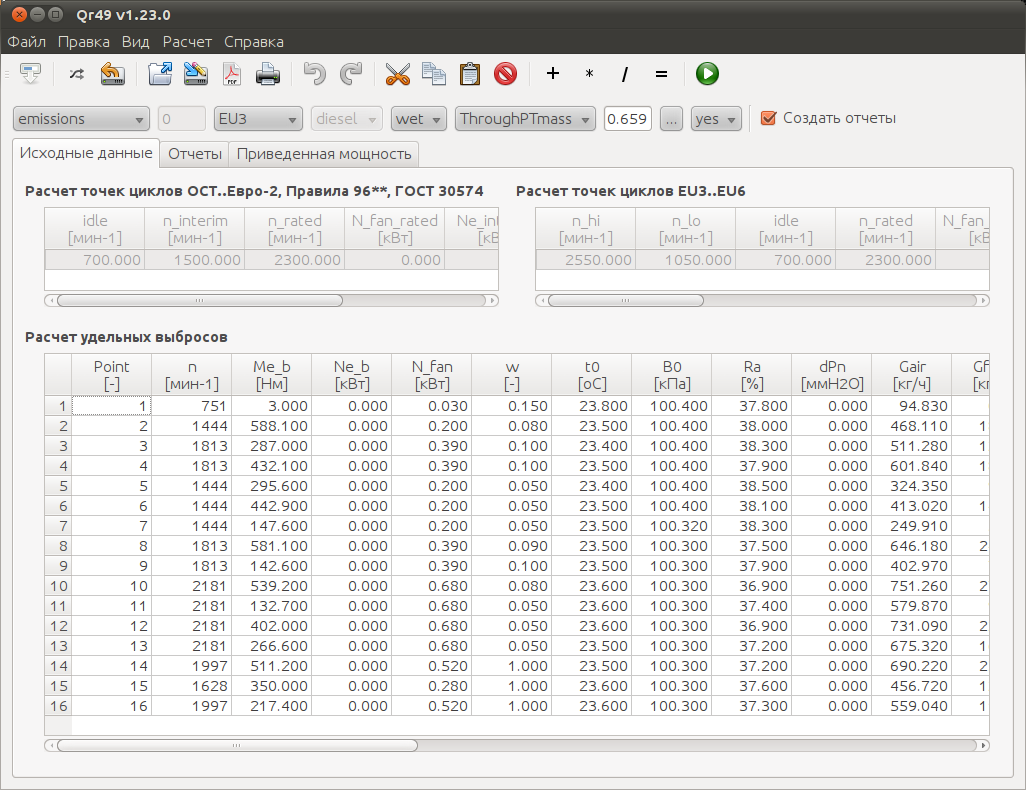 Qr49 v1.23.0
Файл Правка Вид Расчет Справка
PDF + * / =
emissions 0 EU3 diesel wet ThroughPTmass 0.659 ... yes Создать отчеты
Исходные данные Отчеты Приведенная мощность
Расчет точек циклов ОСТ..Евро-2, Правила 96**, ГОСТ 30574 Расчет точек циклов EU3..EU6
idle n_interim n_rated N_fan_rated Ne_int n_hi n_lo idle n_rated N_fan_
[мин-1] [мин-1] [мин-1] [кВт] [кВ [мин-1] [мин-1] [мин-1] [мин-1] [кВ
700.000 1500.000 2300.000 0.000 2550.000 1050.000 700.000 2300.000
Расчет удельных выбросов
Point n Me_b Ne_b N_fan w t0 B0 Ra dPn Gair Gf
[-] [мин-1] [Нм] [кВт] [кВт] [-] [oC] [кПа] [%] [ммH2O] [кг/ч] [кг
1 1 751 3.000 0.000 0.030 0.150 23.800 100.400 37.800 0.000 94.830
2 2 1444 588.100 0.000 0.200 0.080 23.500 100.400 38.000 0.000 468.110 1
3 3 1813 287.000 0.000 0.390 0.100 23.400 100.400 38.300 0.000 511.280 1
4 4 1813 432.100 0.000 0.390 0.100 23.500 100.400 37.900 0.000 601.840 1
5 5 1444 295.600 0.000 0.200 0.050 23.400 100.400 38.500 0.000 324.350
6 6 1444 442.900 0.000 0.200 0.050 23.500 100.400 38.100 0.000 413.020 1
7 7 1444 147.600 0.000 0.200 0.050 23.500 100.320 38.300 0.000 249.910
8 8 1813 581.100 0.000 0.390 0.090 23.500 100.300 37.500 0.000 646.180 2
9 9 1813 142.600 0.000 0.390 0.100 23.500 100.300 37.900 0.000 402.970
10 10 2181 539.200 0.000 0.680 0.080 23.600 100.300 36.900 0.000 751.260 2
11 11 2181 132.700 0.000 0.680 0.050 23.600 100.300 37.400 0.000 579.870
12 12 2181 402.000 0.000 0.680 0.050 23.600 100.300 36.900 0.000 731.090 2
13 13 2181 266.600 0.000 0.680 0.050 23.500 100.300 37.200 0.000 675.320 1
14 14 1997 511.200 0.000 0.520 1.000 23.500 100.300 37.200 0.000 690.220 2
15 15 1628 350.000 0.000 0.280 1.000 23.600 100.300 37.600 0.000 456.720 1
16 16 1997 217.400 0.000 0.520 1.000 23.600 100.300 37.300 0.000 559.040 1